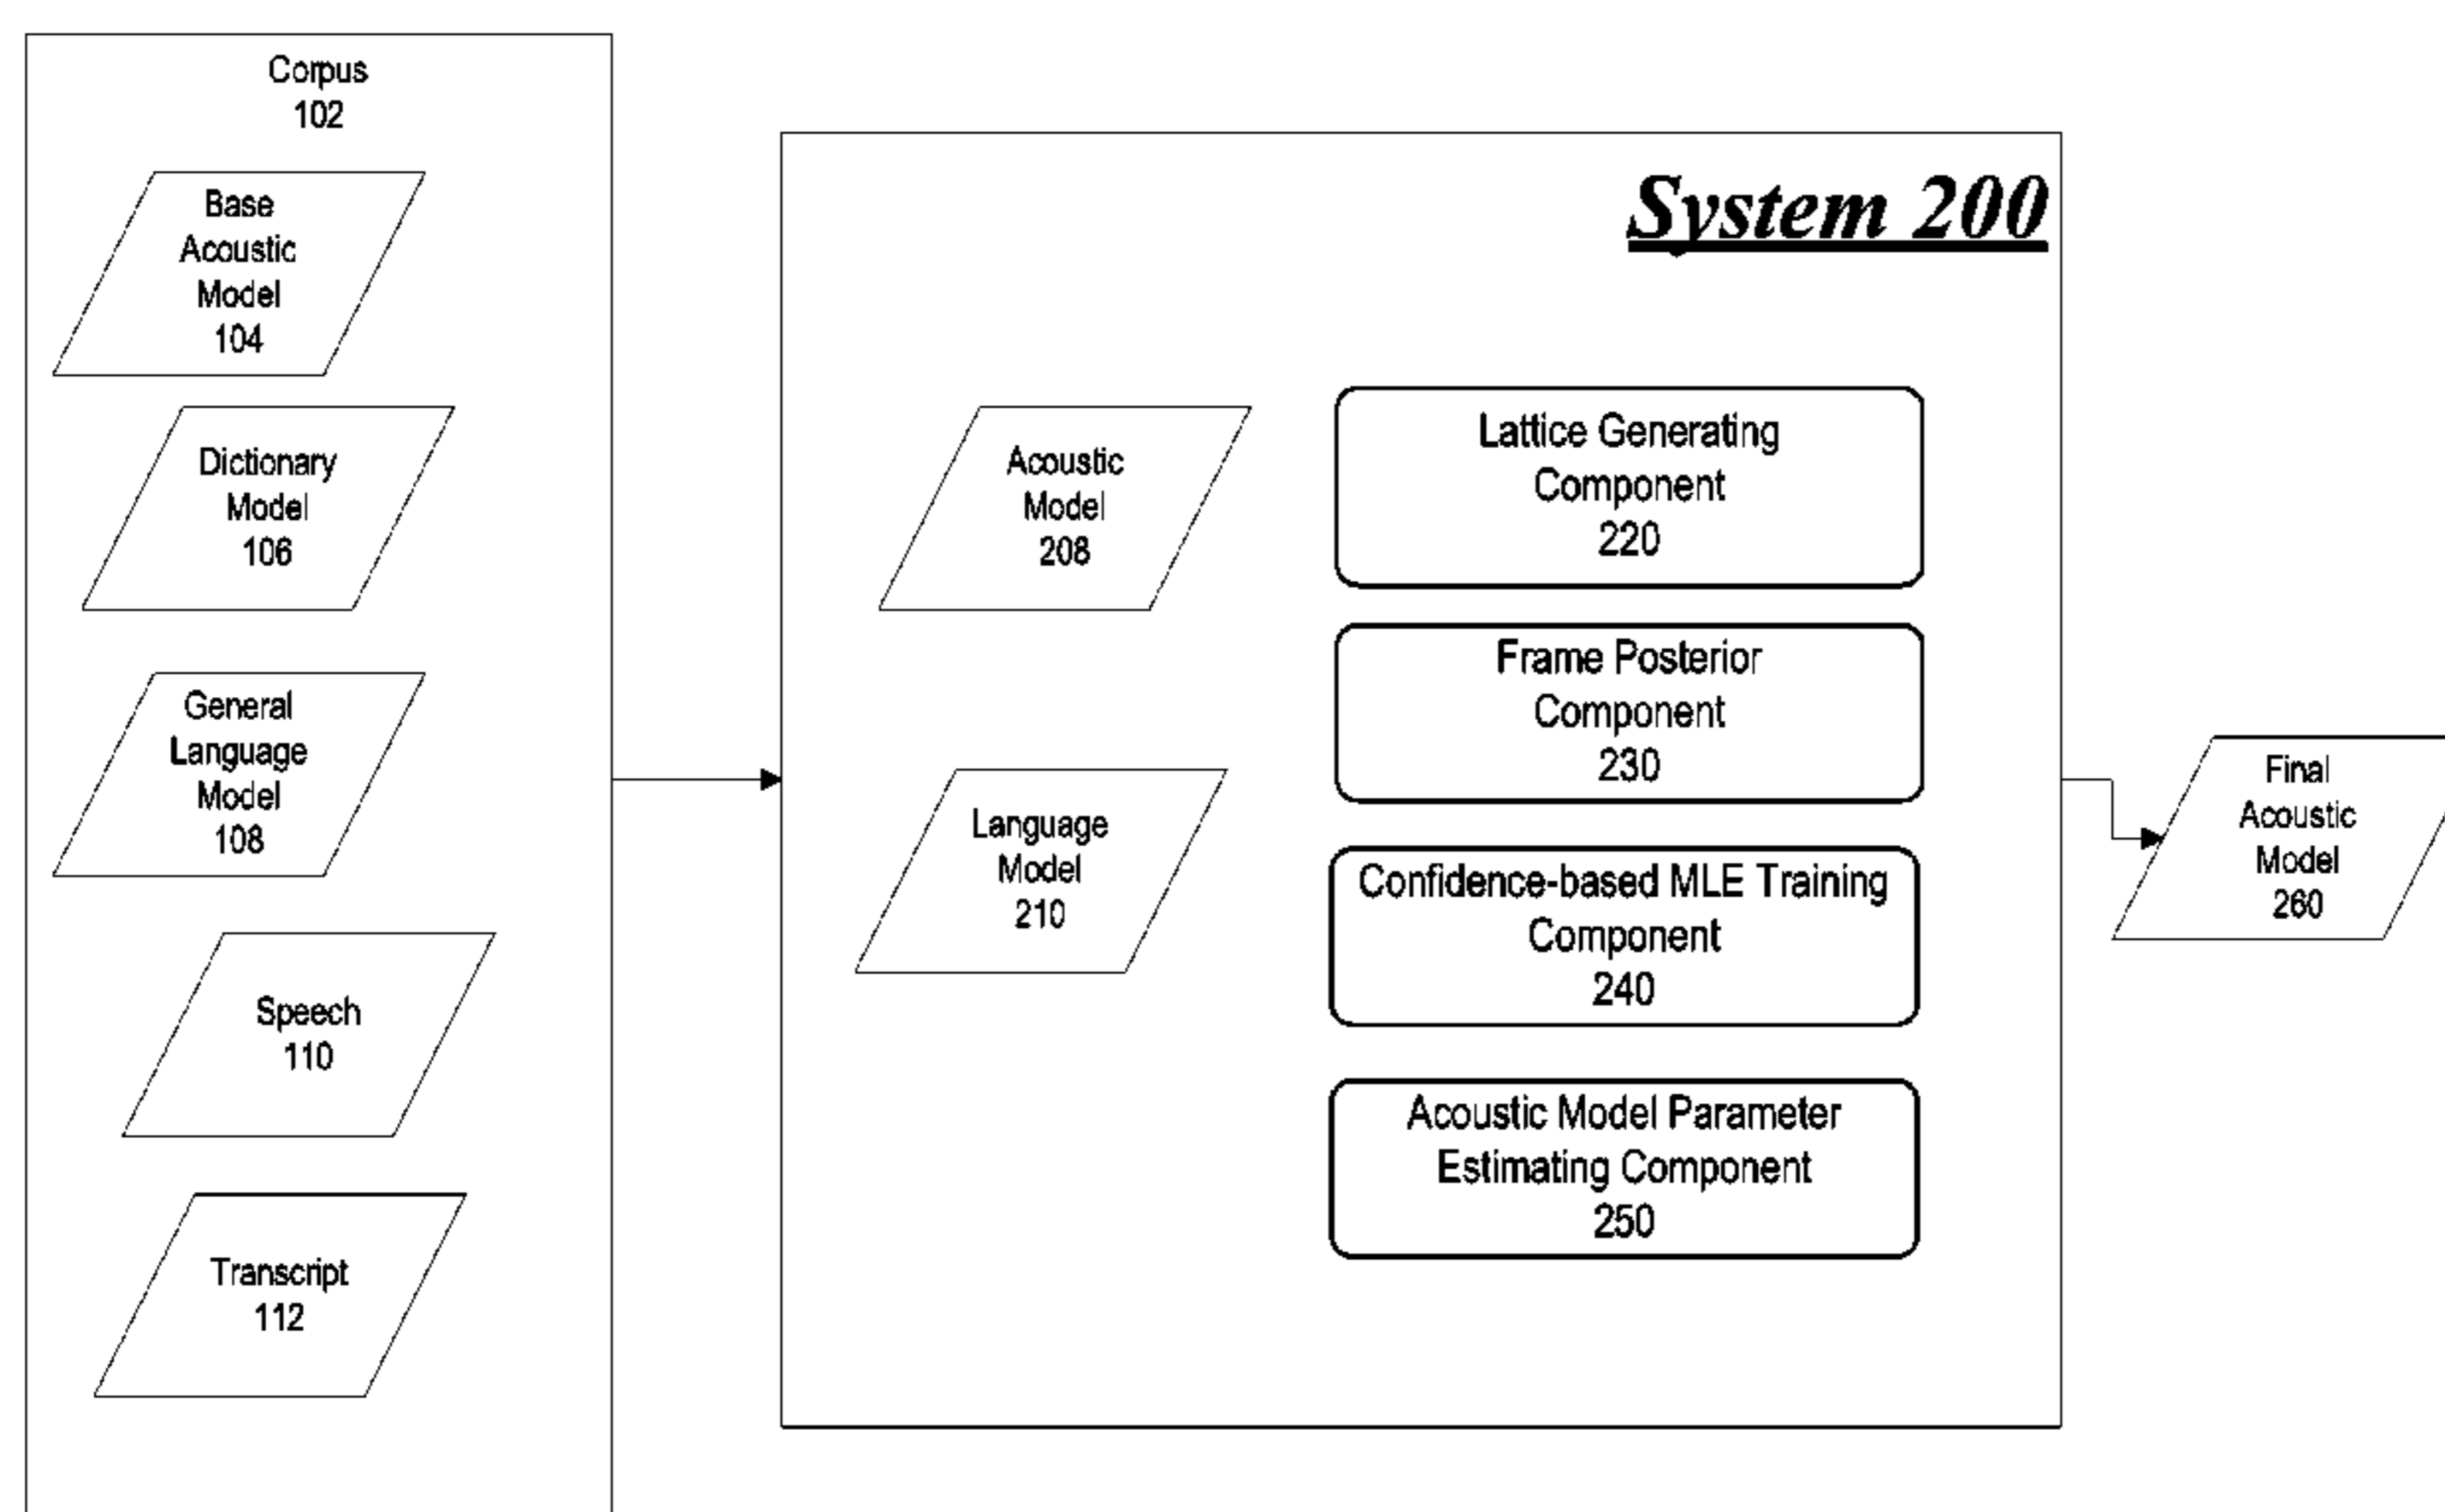 Corpus
102
Base
Acoustic
Model
104
Dictionary
Model
106
General
Language
Model
108
Speech
110
Transcript
112
System 200
Acoustic
Model
208
Language
Model
210
Lattice Generating
Component
220
Frame Posterior
Component
230
Confidence-based MLE Training
Component
240
Acoustic Model Parameter
Estimating Component
250
Final
Acoustic
Model
260